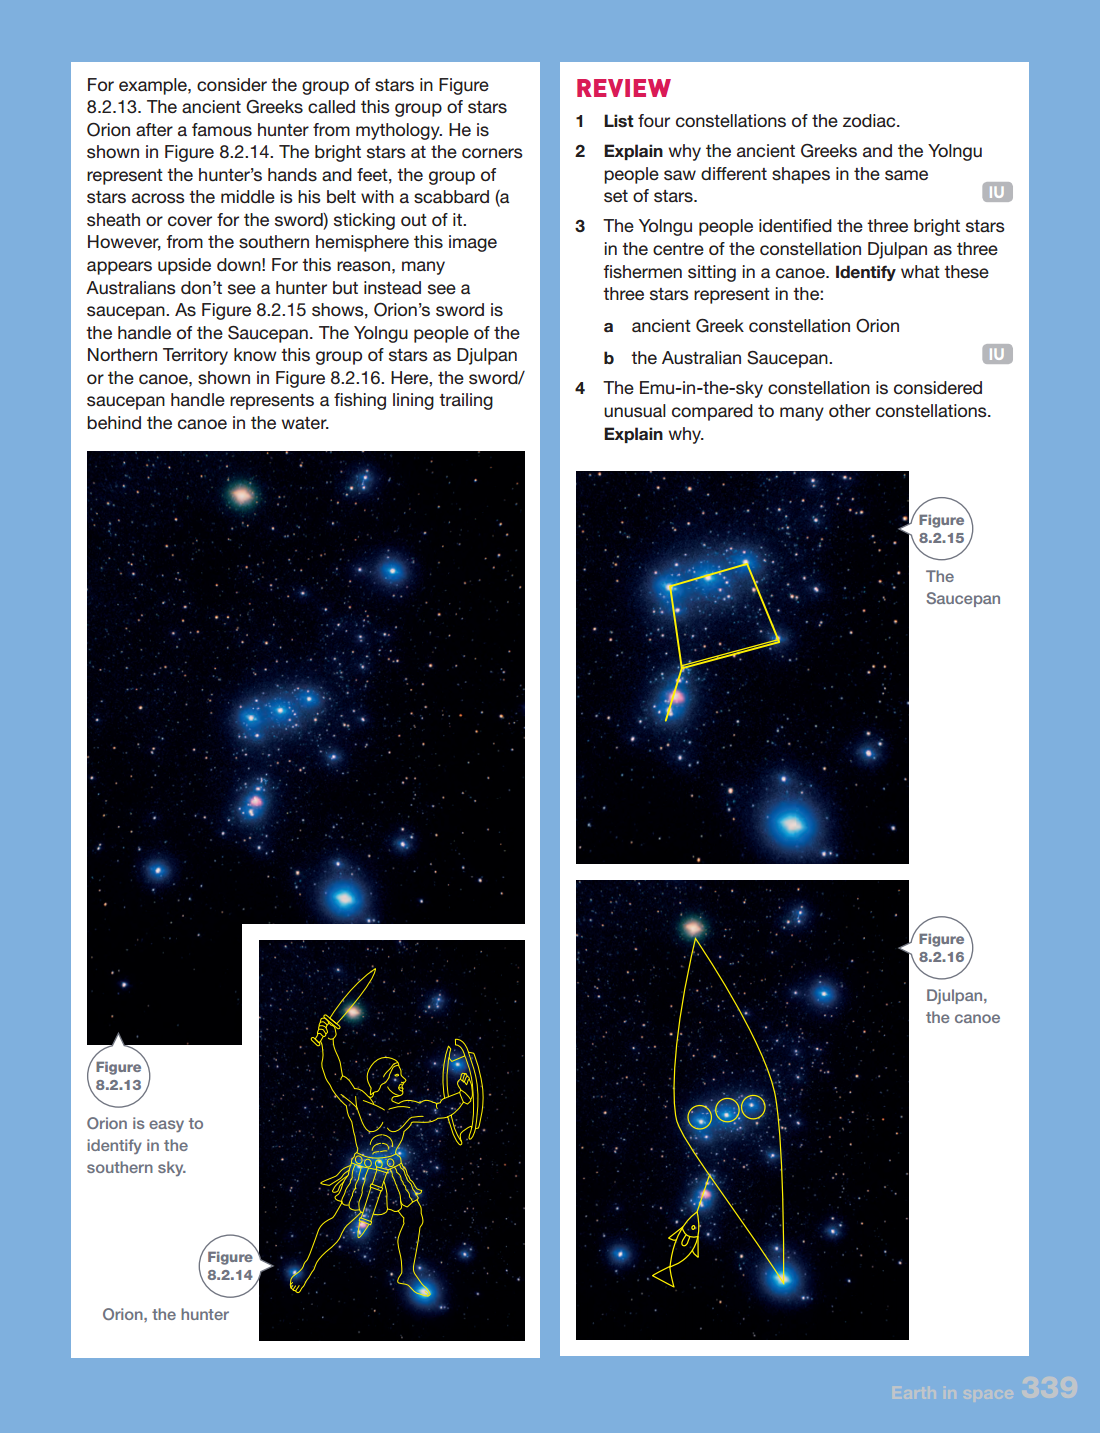 For example, consider the group of stars in Figure
8.2.13. The ancient Greeks called this group of stars
Orion after a famous hunter from mythology. He is
shown in Figure 8.2.14. The bright stars at the corners
represent the hunter's hands and feet, the group of
stars across the middle is his belt with a scabbard (a
sheath or cover for the sword) sticking out of it.
However, from the southern hemisphere this image
appears upside down! For this reason, many
Australians don't see a hunter but instead see a
saucepan. As Figure 8.2.15 shows, Orion's sword is
the handle of the Saucepan. The Yolngu people of the
Northern Territory know this group of stars as Djulpan
or the canoe, shown in Figure 8.2.16. Here, the sword/
saucepan handle represents a fishing lining trailing
behind the canoe in the water.
Figure
8.2.13
Orion is easy to
identify in the
southern sky.
Figure
8.2.14
Orion, the hunter
REVIEW
1 List four constellations of the zodiac.
2 Explain why the ancient Greeks and the Yolngu
people saw different shapes in the same
set of stars. IU
3 The Yolngu people identified the three bright stars
in the centre of the constellation Djulpan as three
fishermen sitting in a canoe. Identify what these
three stars represent in the:
a ancient Greek constellation Orion
b the Australian Saucepan. IU
4 The Emu-in-the-sky constellation is considered
unusual compared to many other constellations.
Explain why.
Figure
8.2.15
The
Saucepan
Figure
8.2.16
Djulpan,
the canoe
Earth in space 339